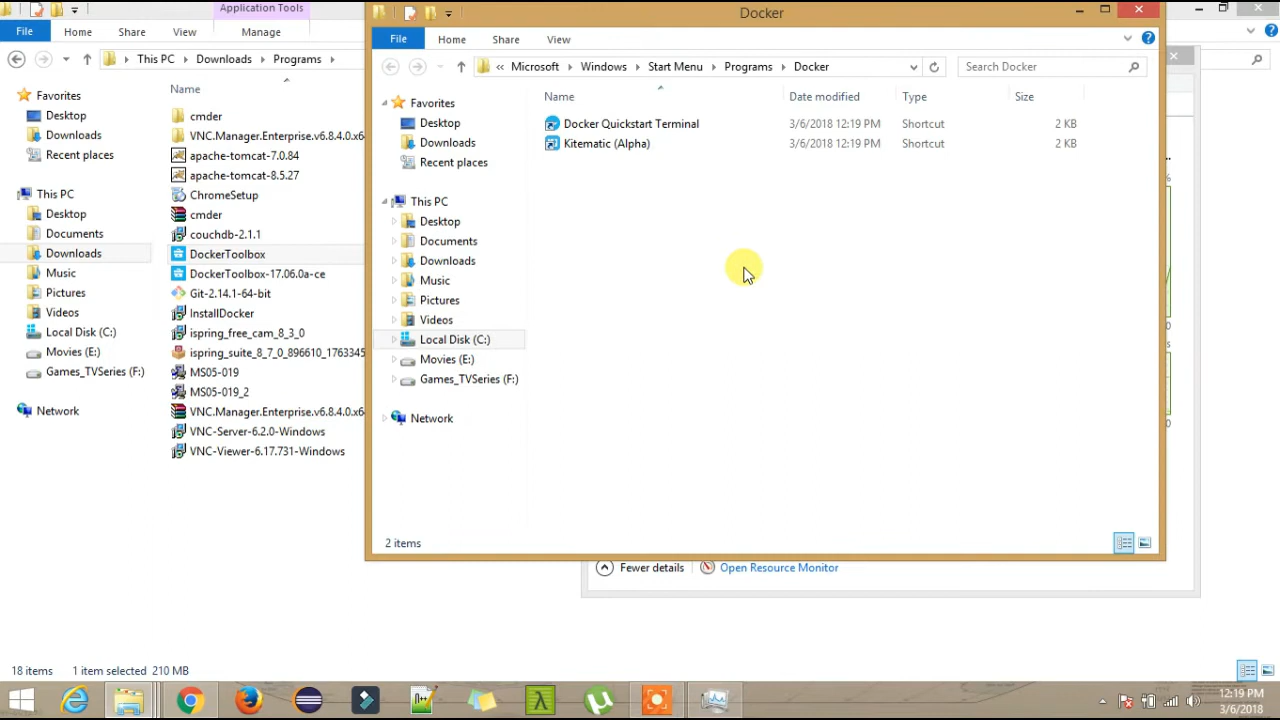 Application Tools
File
Home
Share
View
Manage
This PC
Downloads
Programs
Name
Favorites
Desktop
Downloads
Recent places
This PC
Desktop
Documents
Downloads
Music
Pictures
Videos
Local Disk (C:)
Movies (E:)
Games_TVSeries (F:)
Network
cmder
VNC.Manager.Enterprise.v6.8.4.0.x6
apache-tomcat-7.0.84
apache-tomcat-8.5.27
ChromeSetup
cmder
couchdb-2.1.1
DockerToolbox
DockerToolbox-17.06.0a-ce
Git-2.14.1-64-bit
InstallDocker
ispring_free_cam_8_3_0
ispring_suite_8_7_0_896610_1763345
MS05-019
MS05-019_2
VNC.Manager.Enterprise.v6.8.4.0.x64
VNC-Server-6.2.0-Windows
VNC-Viewer-6.17.731-Windows
18 items 1 item selected 210 MB
Docker
File
Home
Share
View
« Microsoft Windows Start Menu Programs Docker
Search Docker
Name Date modified Type Size
Docker Quickstart Terminal 3/6/2018 12:19 PM Shortcut 2 KB
Kitematic (Alpha) 3/6/2018 12:19 PM Shortcut 2 KB
Favorites
Desktop
Downloads
Recent places
This PC
Desktop
Documents
Downloads
Music
Pictures
Videos
Local Disk (C:)
Movies (E:)
Games_TVSeries (F:)
Network
2 items
Fewer details
Open Resource Monitor
12:19 PM
3/6/2018